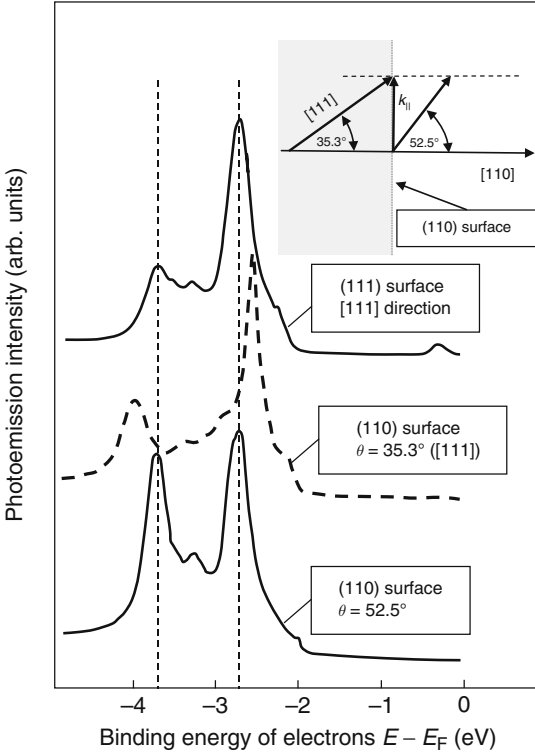 Photoemission intensity (arb. units)
[111]
k||
35.3°
52.5°
[110]
(110) surface
(111) surface
[111] direction
(110) surface
θ = 35.3° ([111])
(110) surface
θ = 52.5°
−4
−3
−2
−1
0
Binding energy of electrons E − EF (eV)